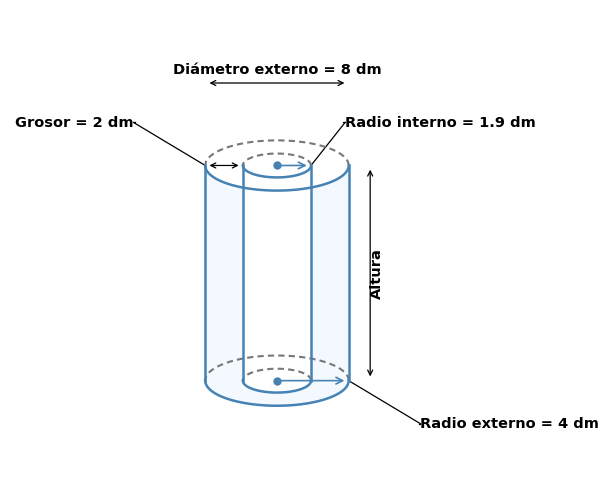 Diámetro externo = 8 dm
Grosor = 2 dm
Radio interno = 1.9 dm
Altura
Radio externo = 4 dm